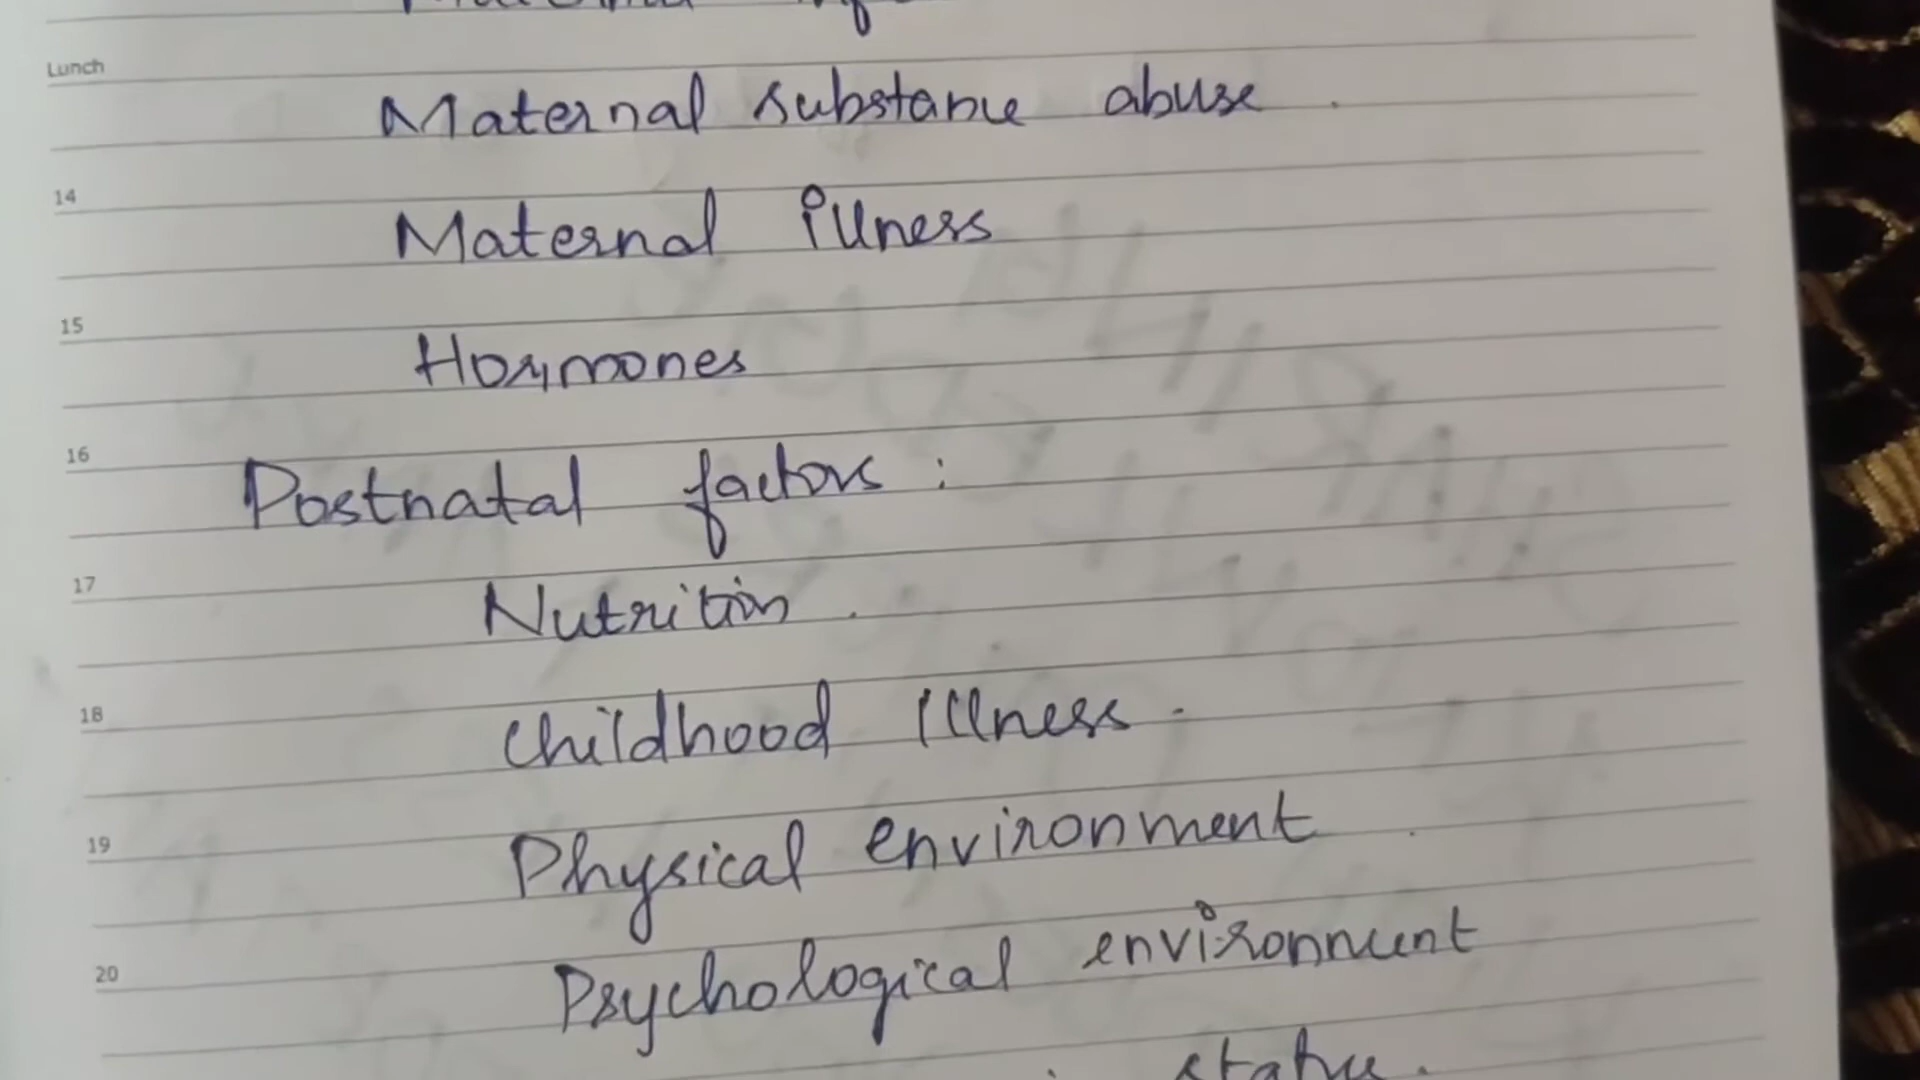 Lunch
Maternal substance abuse .
14
Maternal illness
15
Hormones
16
Postnatal factors :
17
Nutrition .
18
Childhood Illness .
19
Physical environment .
20
Psychological environment
status.